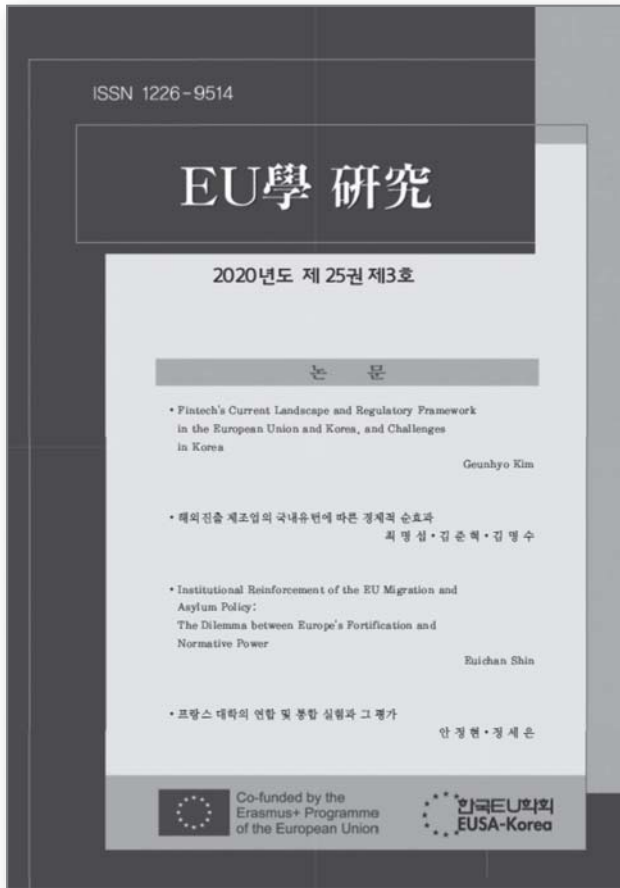 ISSN 1226-9514
EU學 硏究
2020년도 제 25권 제3호
논 문
• Fintech's Current Landscape and Regulatory Framework
in the European Union and Korea, and Challenges
in Korea
Geunhyo Kim
• 해외진출 제조업의 국내유턴에 따른 경제적 순효과
최 명 섭 • 김 준 혁 • 김 명 수
• Institutional Reinforcement of the EU Migration and
Asylum Policy:
The Dilemma between Europe's Fortification and
Normative Power
Euichan Shin
• 프랑스 대학의 연합 및 통합 실험과 그 평가
안 정 현 • 정 세 은
Co-funded by the
Erasmus+ Programme
of the European Union
한국EU학회
EUSA-Korea